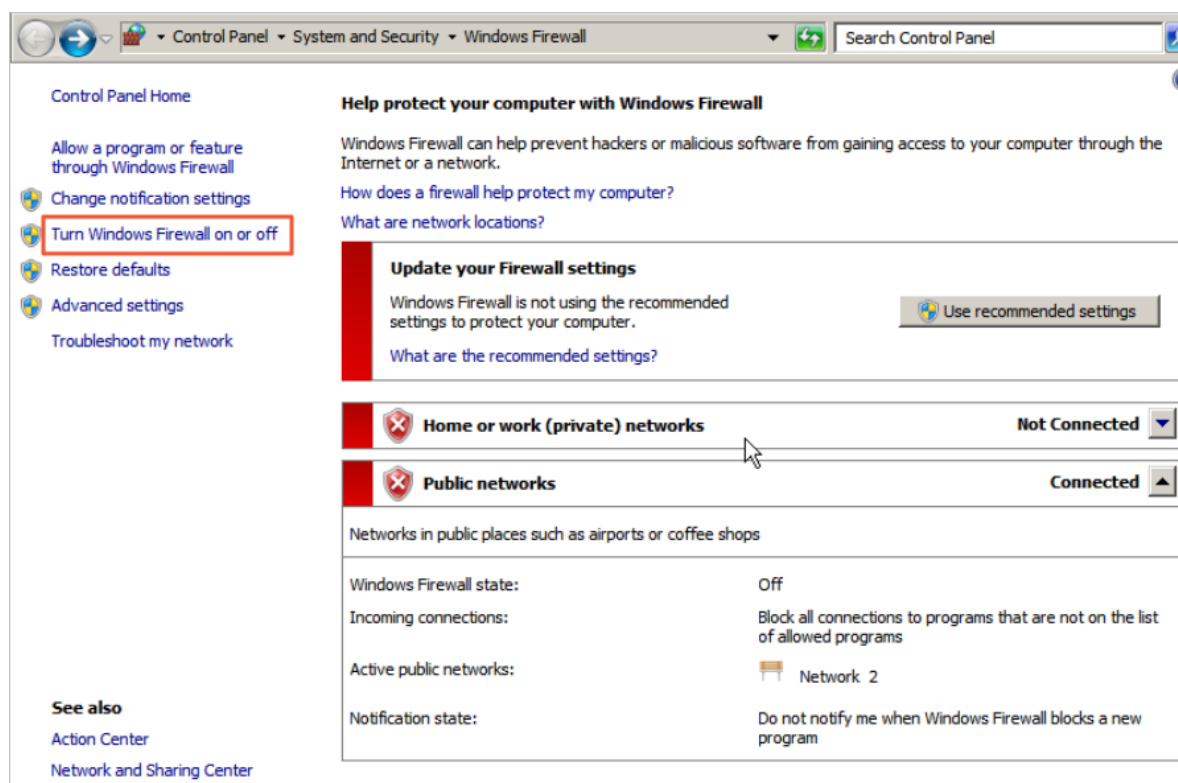 Control Panel System and Security Windows Firewall Search Control Panel
Control Panel Home
Allow a program or feature
through Windows Firewall
Change notification settings
Turn Windows Firewall on or off
Restore defaults
Advanced settings
Troubleshoot my network
See also
Action Center
Network and Sharing Center
Help protect your computer with Windows Firewall
Windows Firewall can help prevent hackers or malicious software from gaining access to your computer through the
Internet or a network.
How does a firewall help protect my computer?
What are network locations?
Update your Firewall settings
Windows Firewall is not using the recommended
settings to protect your computer.
Use recommended settings
What are the recommended settings?
Home or work (private) networks Not Connected
Public networks Connected
Networks in public places such as airports or coffee shops
Windows Firewall state: Off
Incoming connections: Block all connections to programs that are not on the list
of allowed programs
Active public networks: Network 2
Notification state: Do not notify me when Windows Firewall blocks a new
program